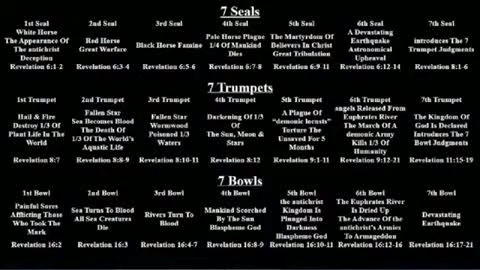 7 Seals
1st Seal
White Horse
The Appearance Of
The antichrist
Deception
Revelation 6:1-2
2nd Seal
Red Horse
Great Warfare
Revelation 6:3-4
3rd Seal
Black Horse Famine
Revelation 6:5-6
4th Seal
Pale Horse Plague
1/4 Of Mankind
Dies
Revelation 6:7-8
5th Seal
The Martyrdom Of
Believers In Christ
Great Tribulation
Revelation 6:9-11
6th Seal
A Devastating
Earthquake
Astronomical
Upheaval
Revelation 6:12-14
7th Seal
introduces The 7
Trumpet Judgments
Revelation 8:1-6
7 Trumpets
1st Trumpet
Hail & Fire
Destroy 1/3 Of
Plant Life In The
World
Revelation 8:7
2nd Trumpet
Fallen Star
Sea Becomes Blood
The Death Of
1/3 Of The World's
Aquatic Life
Revelation 8:8-9
3rd Trumpet
Fallen Star
Wormwood
Poisoned 1/3
Waters
Revelation 8:10-11
4th Trumpet
Darkening Of 1/3
Of
The Sun, Moon &
Stars
Revelation 8:12
5th Trumpet
A Plague Of
"demonic locusts"
Torture The
Unsaved For 5
Months
Revelation 9:1-11
6th Trumpet
angels Released From
Euphrates River
The March Of A
demonic Army
Kills 1/3 Of
Humanity
Revelation 9:12-21
7th Trumpet
The Kingdom Of
God Is Declared
Introduces The 7
Bowl Judgments
Revelation 11:15-19
7 Bowls
1st Bowl
Painful Sores
Afflicting Those
Who Took The
Mark
Revelation 16:2
2nd Bowl
Sea Turns To Blood
All Sea Creatures
Die
Revelation 16:3
3rd Bowl
Rivers Turn To
Blood
Revelation 16:4-7
4th Bowl
Mankind Scorched
By The Sun
Blaspheme God
Revelation 16:8-9
5th Bowl
the antichrist
Kingdom Is
Plunged Into
Darkness
Blaspheme God
Revelation 16:10-11
6th Bowl
The Euphrates River
Is Dried Up
The Advance Of the
antichrist's Armies
To Armageddon
Revelation 16:12-16
7th Bowl
Devastating
Earthquake
Revelation 16:17-21